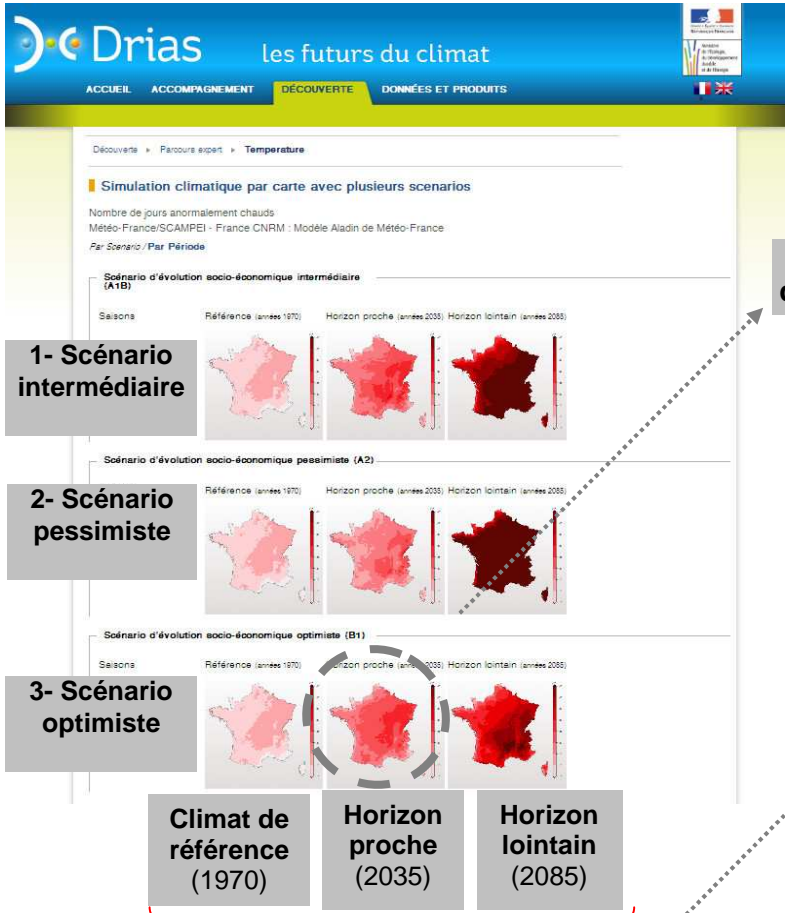 Drias les futurs du climat
ACCUEIL ACCOMPAGNEMENT DÉCOUVERTE DONNÉES ET PRODUITS
Découverte ▸ Parcours expert ▸ Temperature
Simulation climatique par carte avec plusieurs scenarios
Nombre de jours anormalement chauds
Météo-France/SCAMPEI - France CNRM : Modèle Aladin de Météo-France
Par Scenario / Par Période
Scénario d'évolution socio-économique intermédiaire
(A1B)
Saisons Référence (années 1970) Horizon proche (années 2035) Horizon lointain (années 2085)
1- Scénario
intermédiaire
Scénario d'évolution socio-économique pessimiste (A2)
Référence (années 1970) Horizon proche (années 2035) Horizon lointain (années 2085)
2- Scénario
pessimiste
Scénario d'évolution socio-économique optimiste (B1)
Saisons Référence (années 1970) Horizon proche (années 2035) Horizon lointain (années 2085)
3- Scénario
optimiste
Climat de
référence
(1970)
Horizon
proche
(2035)
Horizon
lointain
(2085)